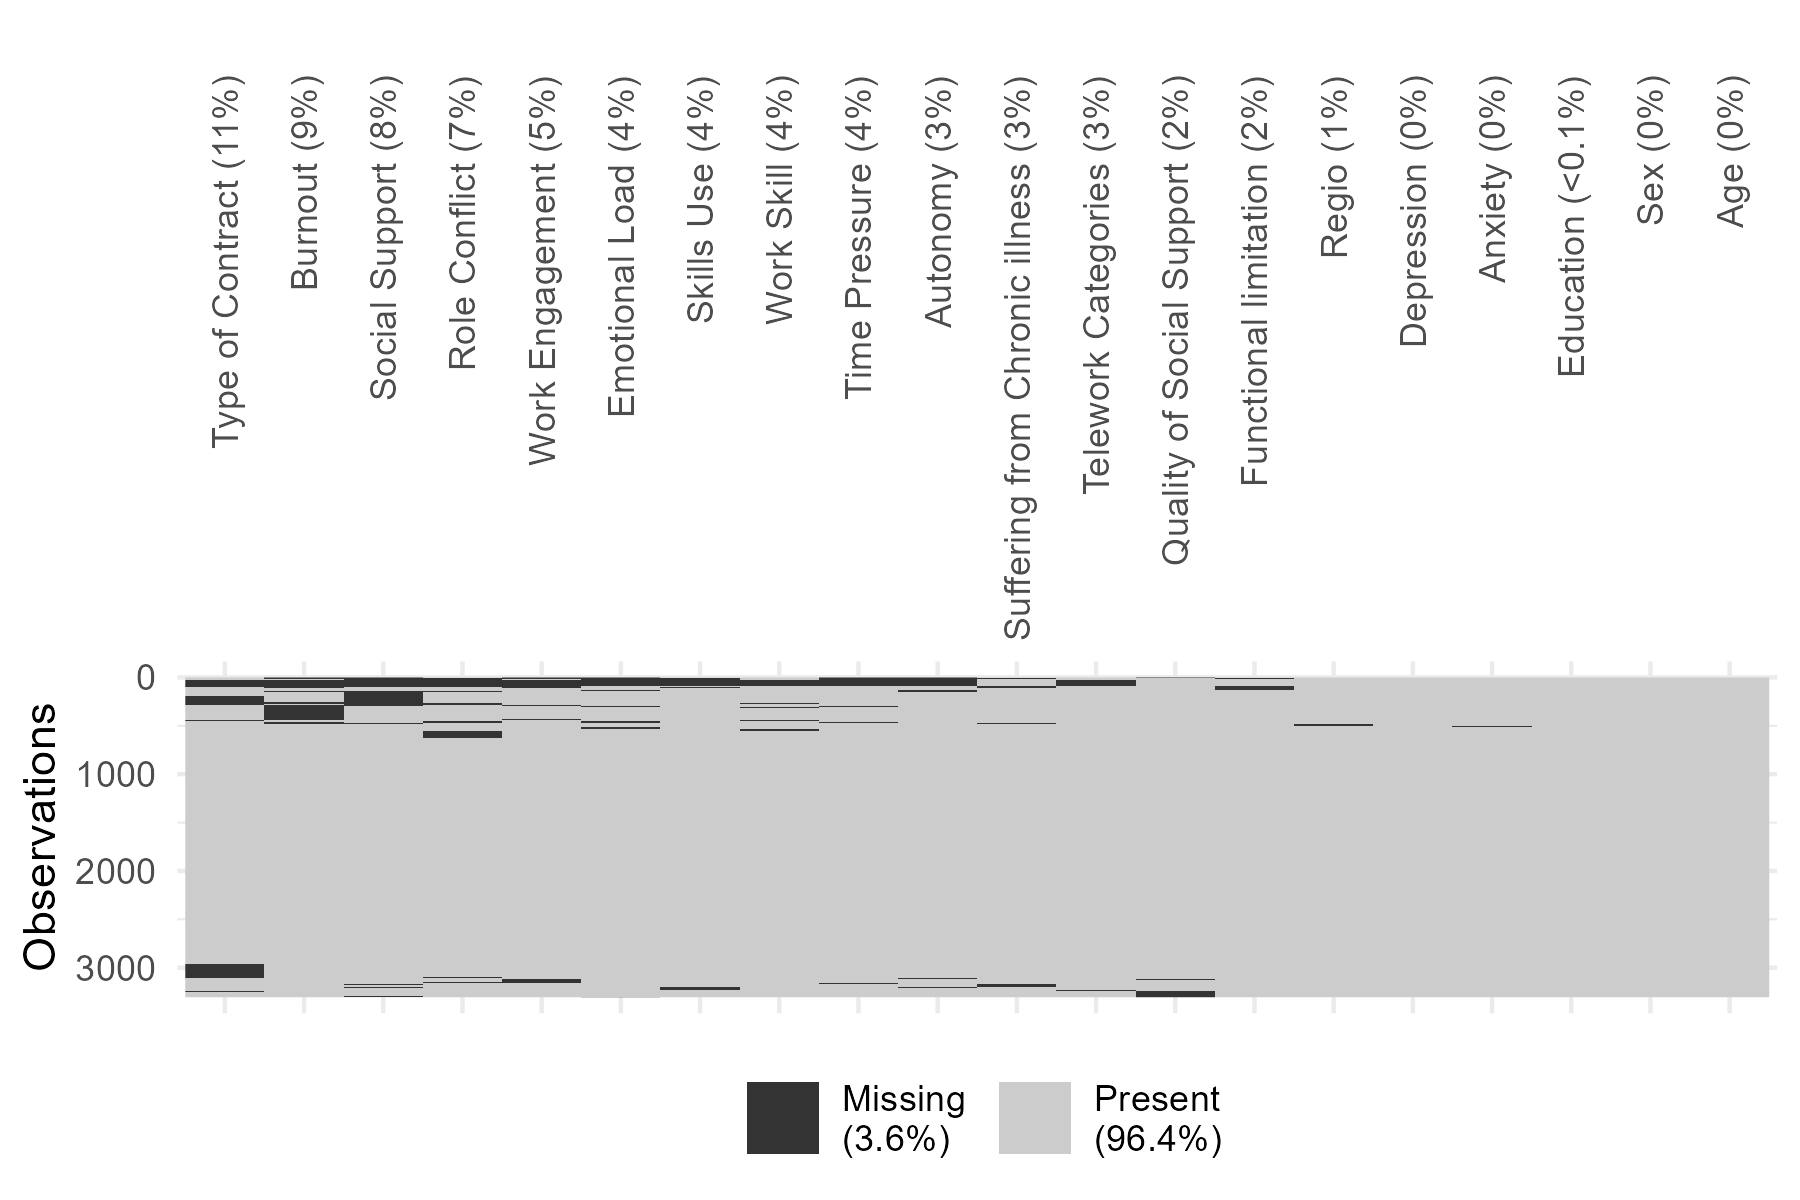 Type of Contract (11%)
Burnout (9%)
Social Support (8%)
Role Conflict (7%)
Work Engagement (5%)
Emotional Load (4%)
Skills Use (4%)
Work Skill (4%)
Time Pressure (4%)
Autonomy (3%)
Suffering from Chronic illness (3%)
Telework Categories (3%)
Quality of Social Support (2%)
Functional limitation (2%)
Regio (1%)
Depression (0%)
Anxiety (0%)
Education (<0.1%)
Sex (0%)
Age (0%)
Observations
0
1000
2000
3000
Missing
(3.6%)
Present
(96.4%)